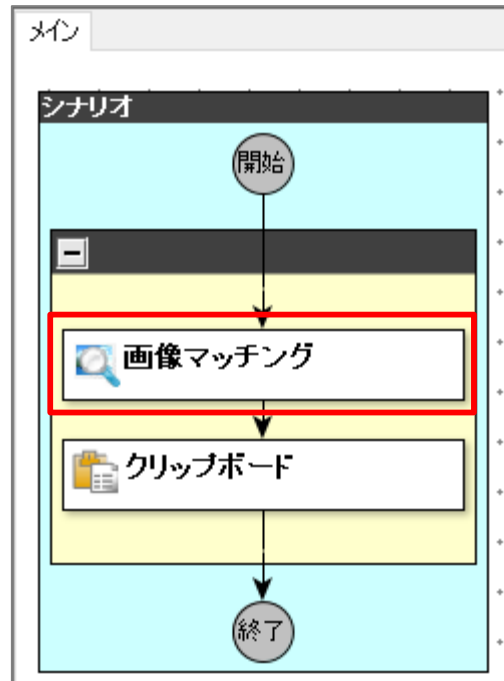 メイン
シナリオ
開始
画像マッチング
クリップボード
終了